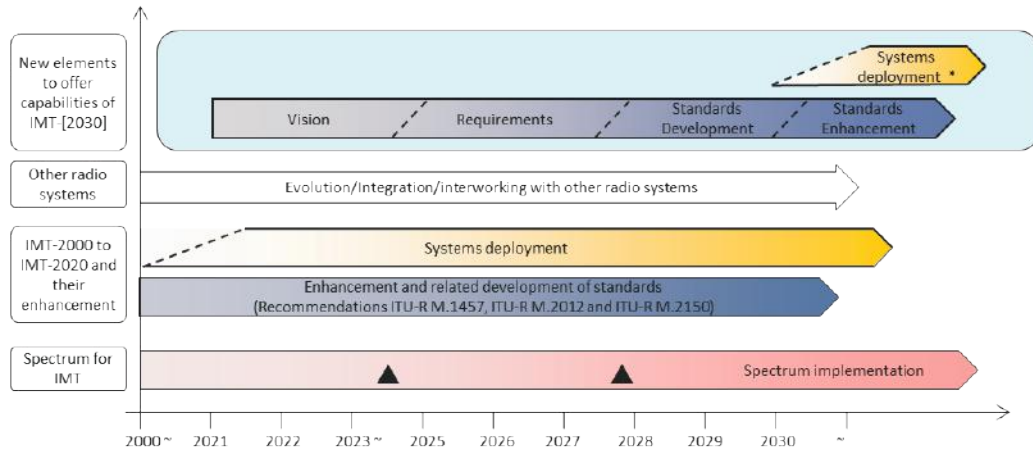 New elements
to offer
capabilities of
IMT-[2030]
Systems
deployment *
Vision
Requirements
Standards
Development
Standards
Enhancement
Other radio
systems
Evolution/Integration/interworking with other radio systems
IMT-2000 to
IMT-2020 and
their
enhancement
Systems deployment
Enhancement and related development of standards
(Recommendations ITU-R M.1457, ITU-R M.2012 and ITU-R M.2150)
Spectrum for
IMT
Spectrum implementation
2000 ~ 2021 2022 2023 ~ 2025 2026 2027 2028 2029 2030 ~